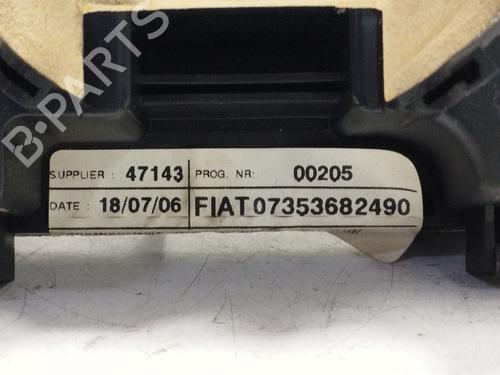 B-PARTS
SUPPLIER : 47143 PROG. NR: 00205
DATE : 18/07/06 FIAT07353682490